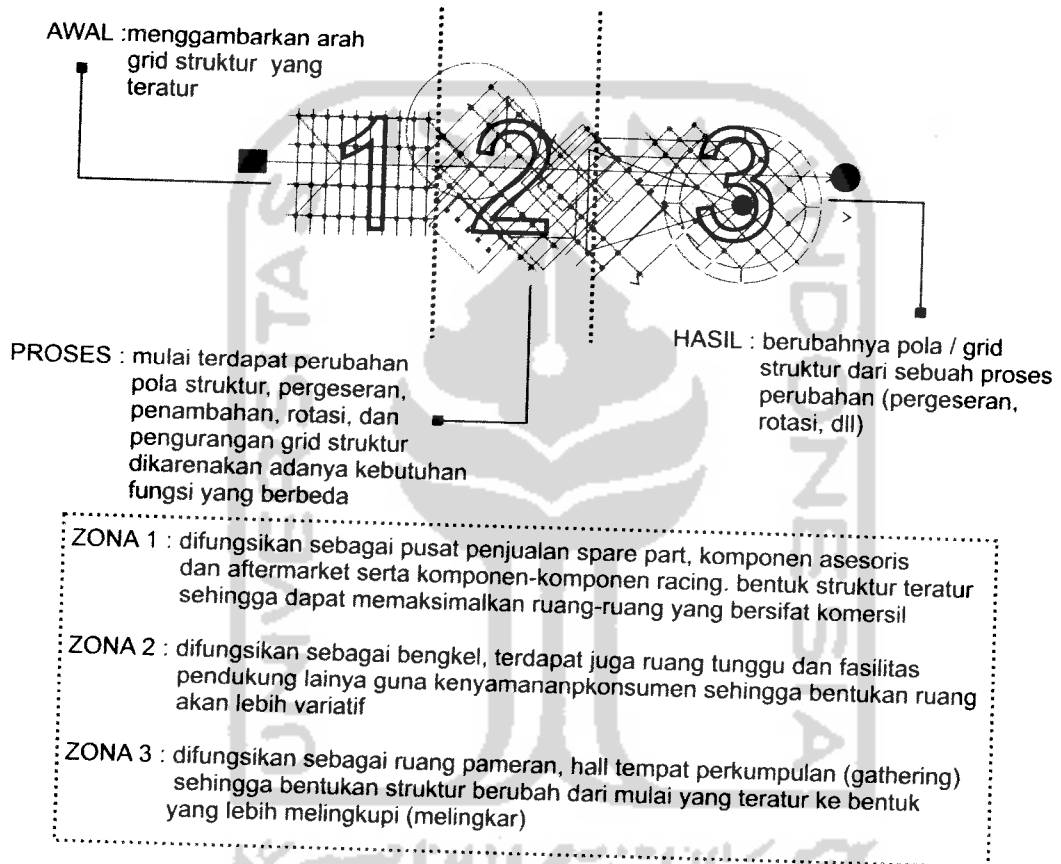 AWAL :menggambarkan arah
grid struktur yang
teratur
1 2 3
PROSES : mulai terdapat perubahan
pola struktur, pergeseran,
penambahan, rotasi, dan
pengurangan grid struktur
dikarenakan adanya kebutuhan
fungsi yang berbeda
HASIL : berubahnya pola / grid
struktur dari sebuah proses
perubahan (pergeseran,
rotasi, dll)
ZONA 1 : difungsikan sebagai pusat penjualan spare part, komponen asesoris
dan aftermarket serta komponen-komponen racing. bentuk struktur teratur
sehingga dapat memaksimalkan ruang-ruang yang bersifat komersil
ZONA 2 : difungsikan sebagai bengkel, terdapat juga ruang tunggu dan fasilitas
pendukung lainya guna kenyamananpkonsumen sehingga bentukan ruang
akan lebih variatif
ZONA 3 : difungsikan sebagai ruang pameran, hall tempat perkumpulan (gathering)
sehingga bentukan struktur berubah dari mulai yang teratur ke bentuk
yang lebih melingkupi (melingkar)
UNIVERSITAS
ISLAM
INDONESIA